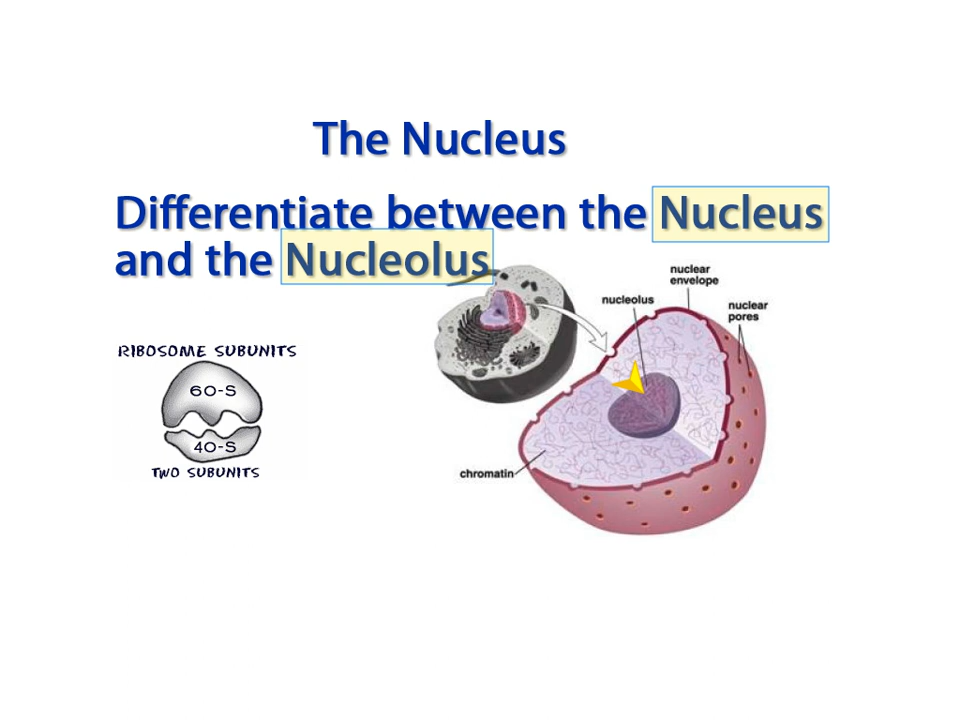 The Nucleus
Differentiate between the Nucleus
and the Nucleolus
nuclear
envelope
nucleolus
nuclear
pores
RIBOSOME SUBUNITS
60-S
40-S
TWO SUBUNITS
chromatin